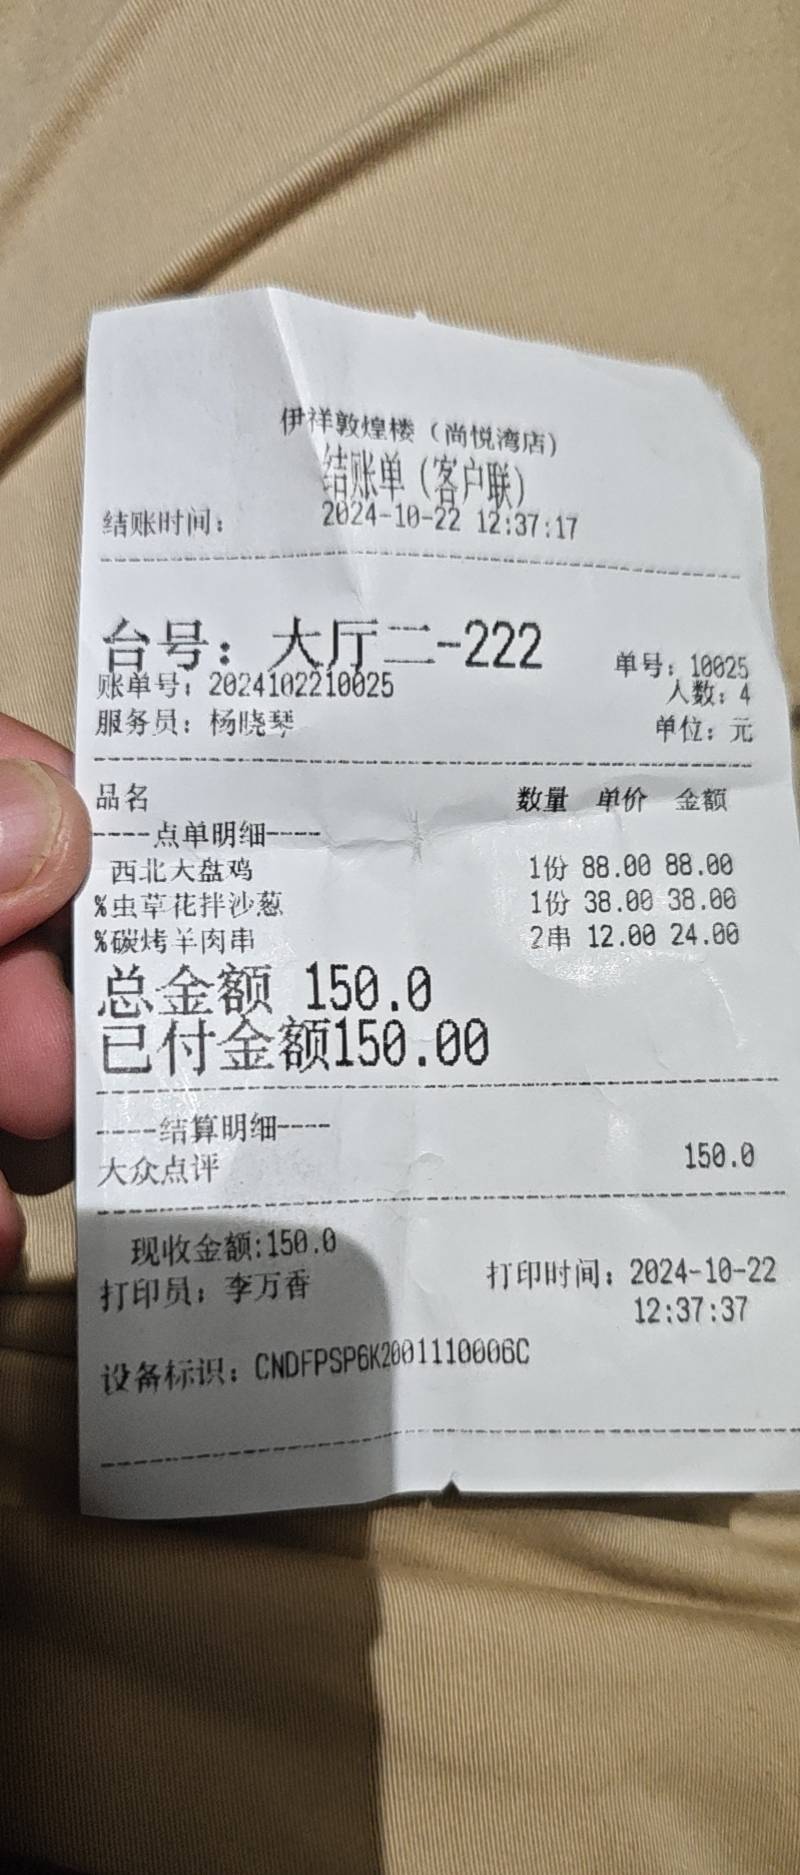 伊祥敦煌楼（尚悦湾店）
结账单（客户联）
结账时间： 2024-10-22 12:37:17
台号：大厅二-222 单号：10025
账单号：2024102210025 人数：4
服务员：杨晓琴 单位：元
品名 数量 单价 金额
----点单明细----
西北大盘鸡 1份 88.00 88.00
%虫草花拌沙葱 1份 38.00 38.00
%碳烤羊肉串 2串 12.00 24.00
总金额 150.0
已付金额150.00
----结算明细----
大众点评 150.0
现收金额:150.0
打印员：李万香 打印时间：2024-10-22
12:37:37
设备标识：CNDFPSP6K2001110006C